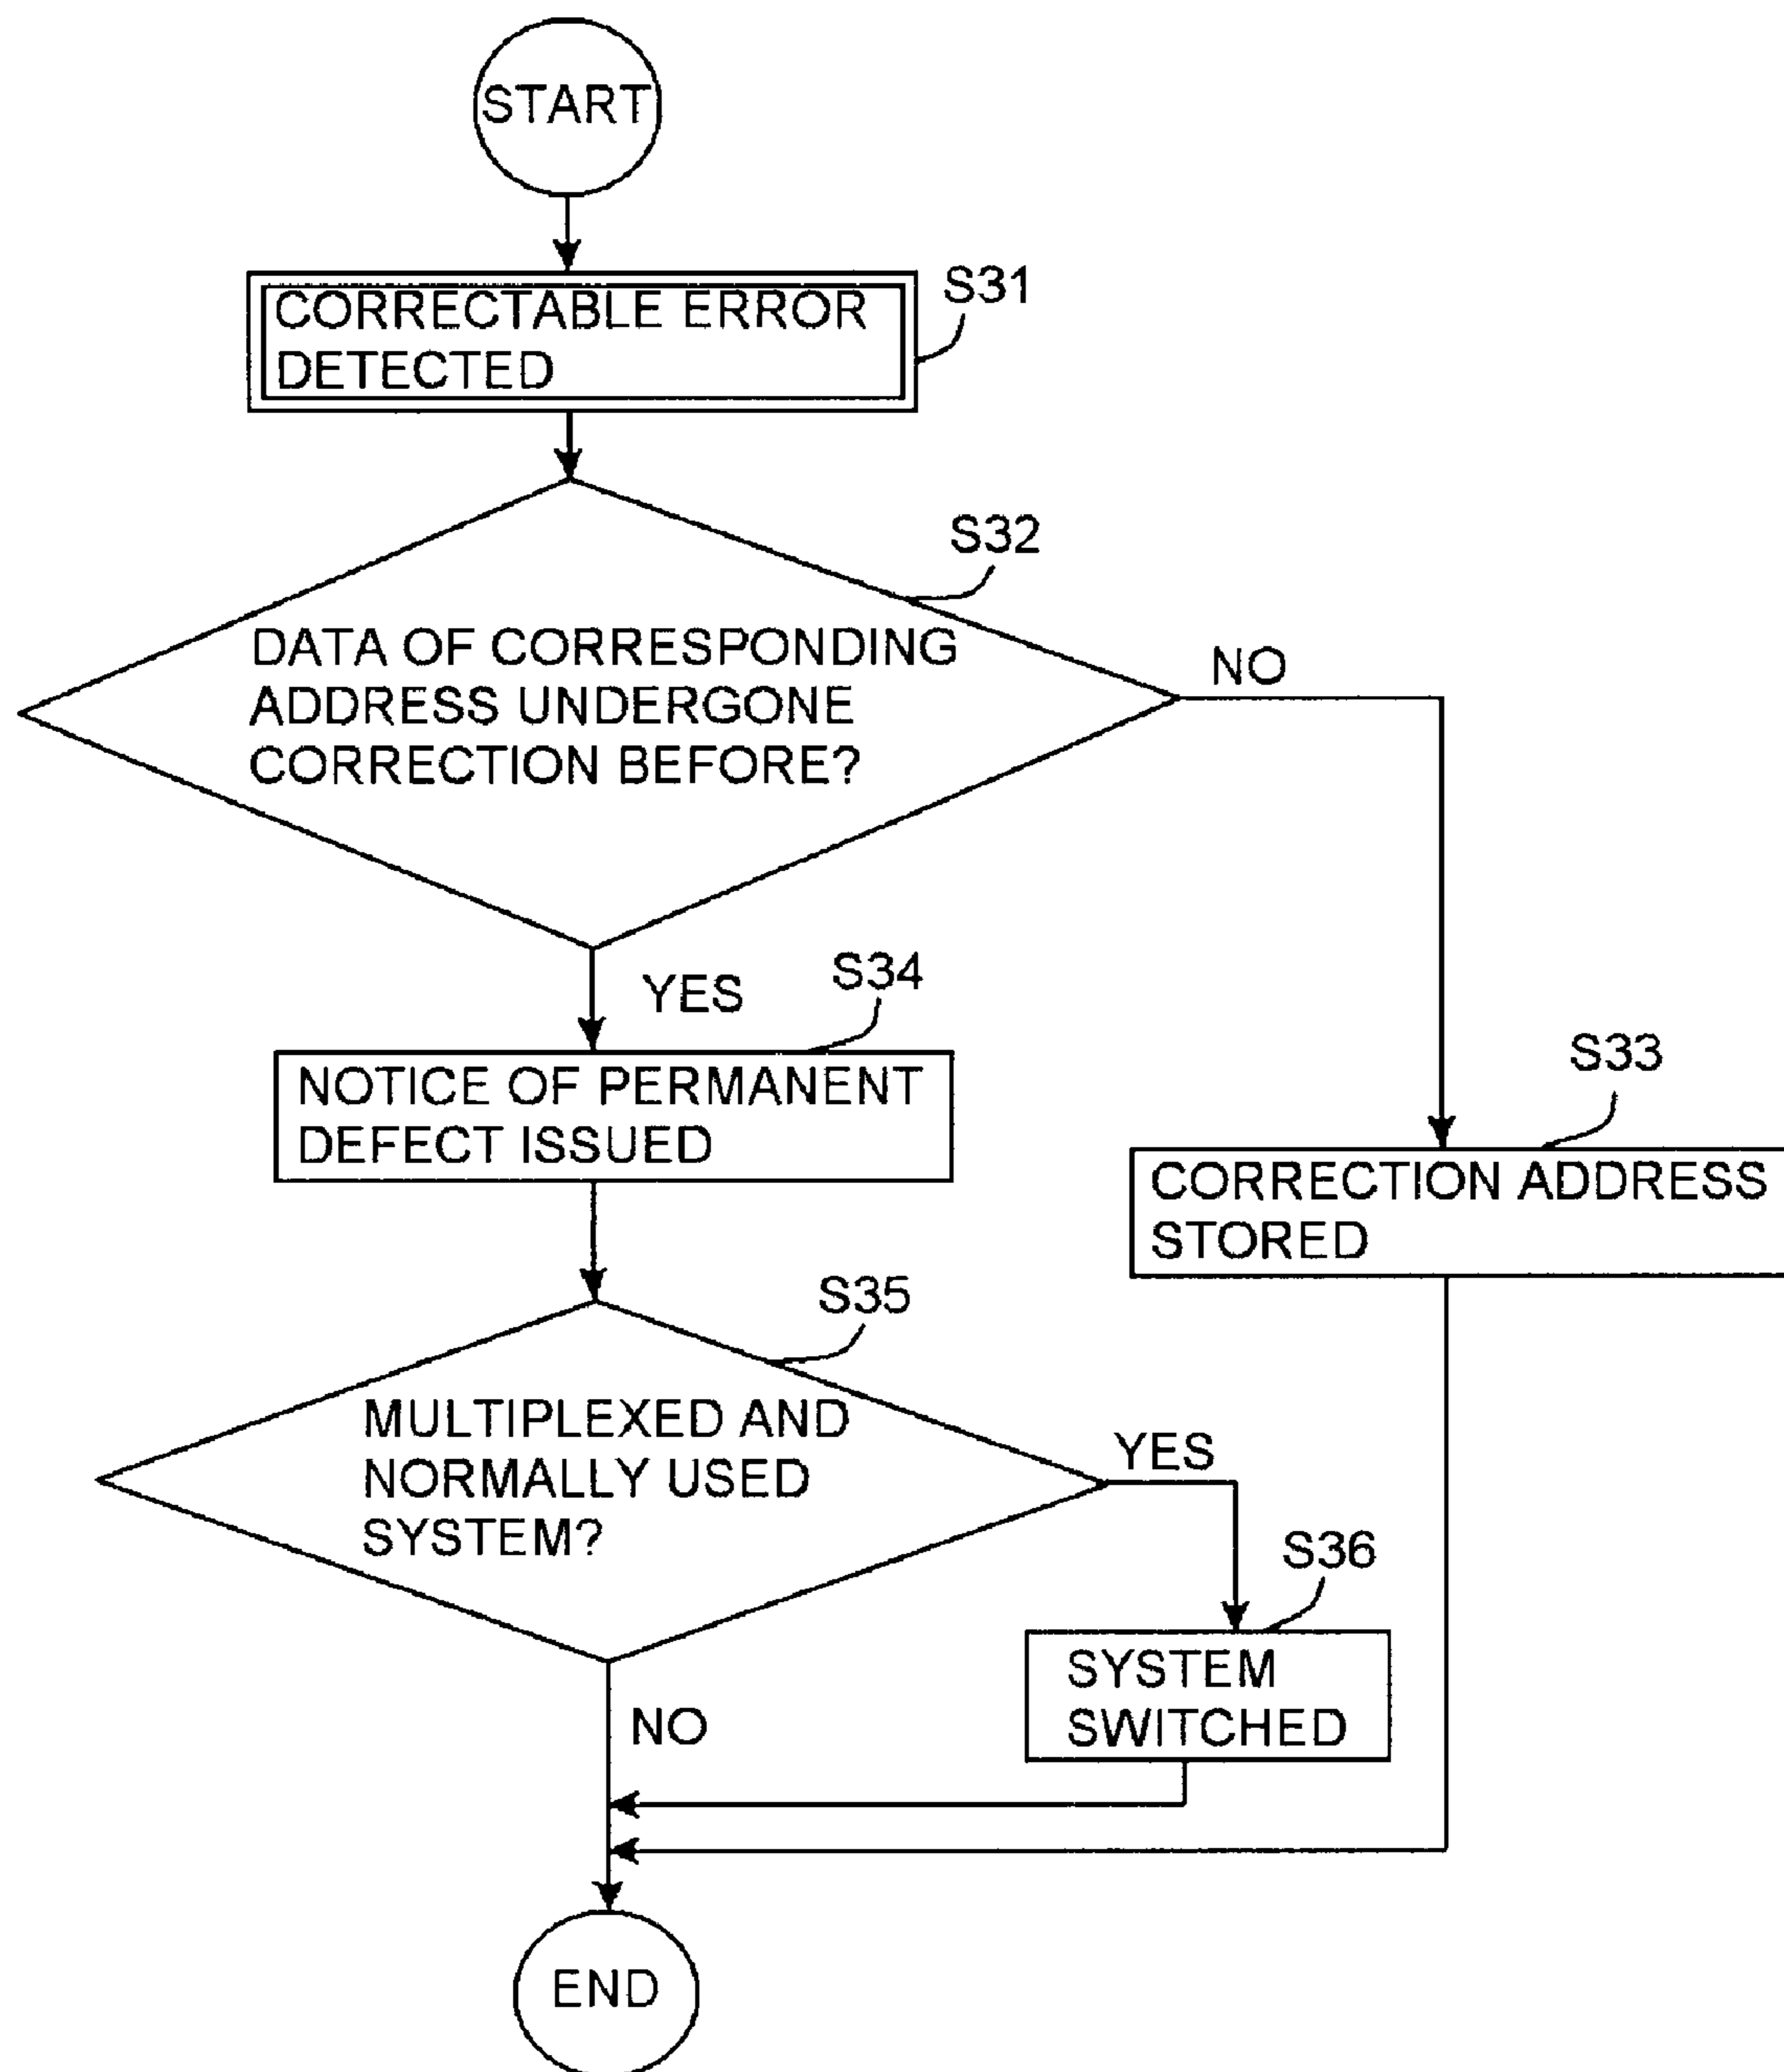 START
S31
CORRECTABLE ERROR
DETECTED
S32
DATA OF CORRESPONDING
ADDRESS UNDERGONE
CORRECTION BEFORE?
NO
YES
S34
NOTICE OF PERMANENT
DEFECT ISSUED
S33
CORRECTION ADDRESS
STORED
S35
MULTIPLEXED AND
NORMALLY USED
SYSTEM?
YES
S36
SYSTEM
SWITCHED
NO
END